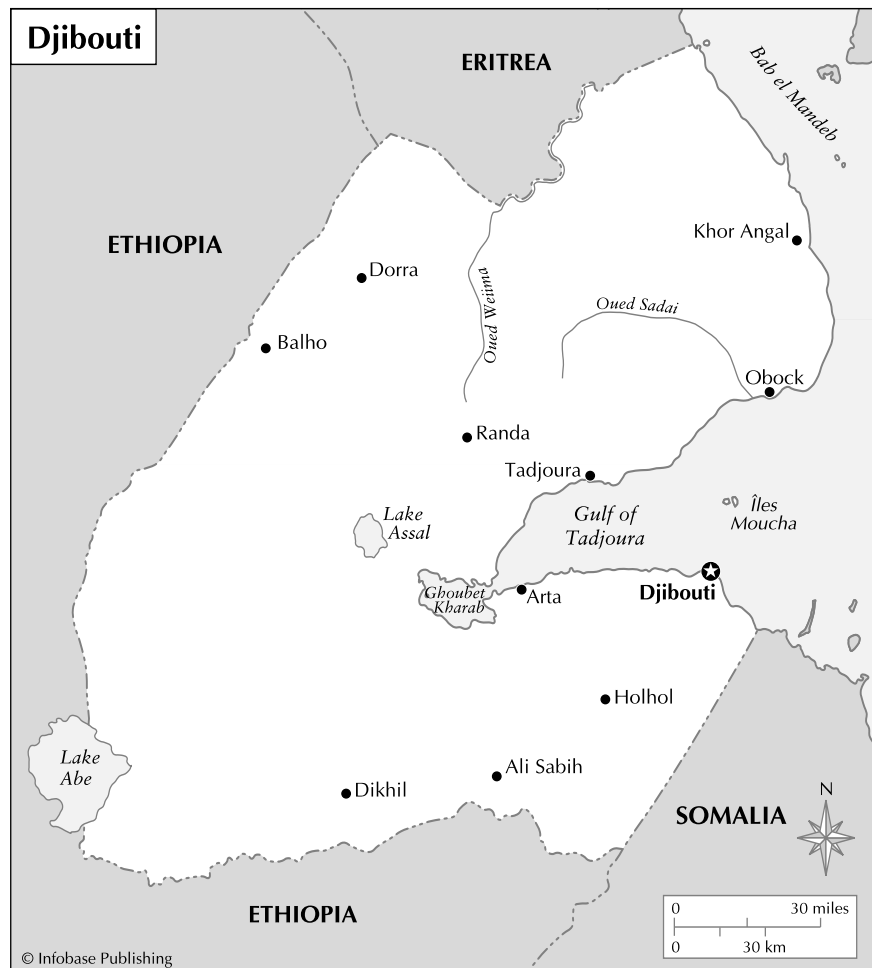 Djibouti
ERITREA
Bab el Mandeb
ETHIOPIA
Khor Angal
Dorra
Oued Weima
Oued Sadai
Balho
Obock
Randa
Tadjoura
Lake
Assal
Gulf of
Tadjoura
Îles
Moucha
Ghoubet
Kharab
Arta
Djibouti
Holhol
Lake
Abe
Ali Sabih
Dikhil
N
SOMALIA
ETHIOPIA
0 30 miles
0 30 km
© Infobase Publishing